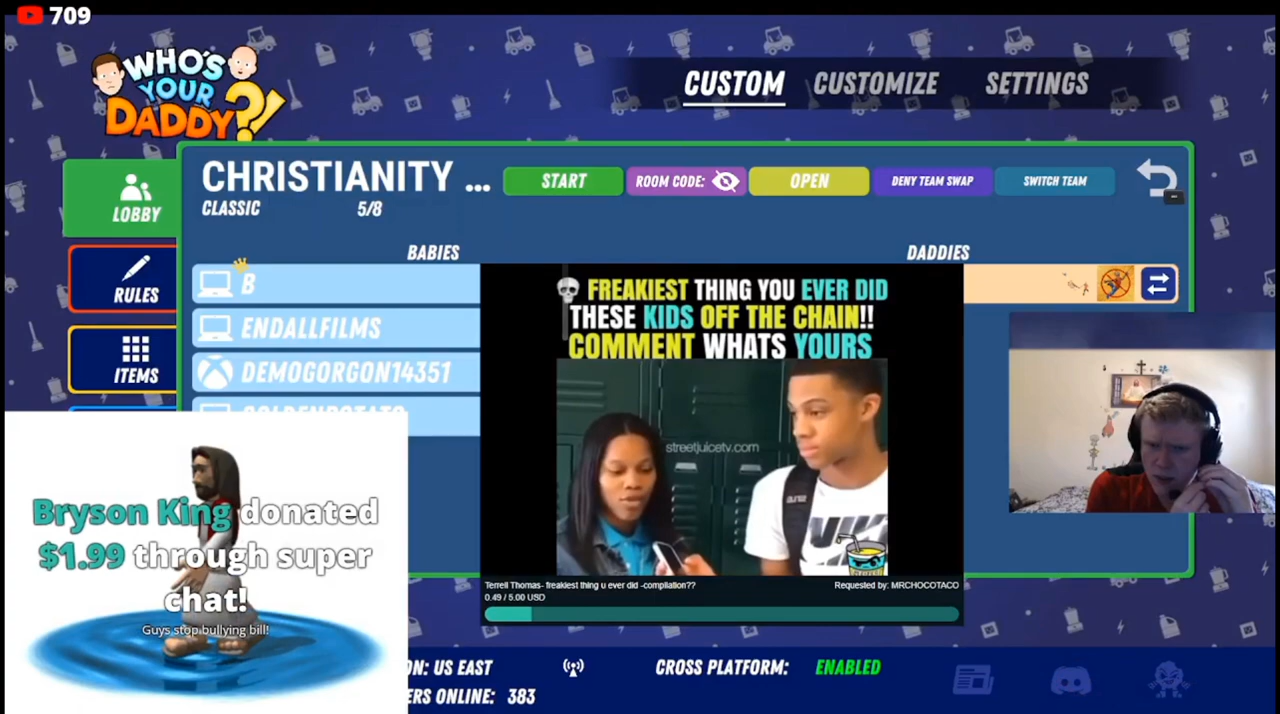 709
WHO'S
YOUR
DADDY?!
CUSTOM
CUSTOMIZE
SETTINGS
CHRISTIANITY ...
START
ROOM CODE:
OPEN
DENY TEAM SWAP
SWITCH TEAM
CLASSIC
5/8
LOBBY
RULES
ITEMS
BABIES
DADDIES
B
ENDALLFILMS
DEMOGORGON14351
FREAKIEST THING YOU EVER DID
THESE KIDS OFF THE CHAIN!!
COMMENT WHATS YOURS
streetjuicetv.com
Terrell Thomas- freakiest thing u ever did -compilation??
Requested by: MRCHOCOTACO
0.49 / 5.00 USD
Bryson King donated
$1.99 through super
chat!
Guys stop bullying bill!
ON: US EAST
ERS ONLINE: 383
CROSS PLATFORM: ENABLED